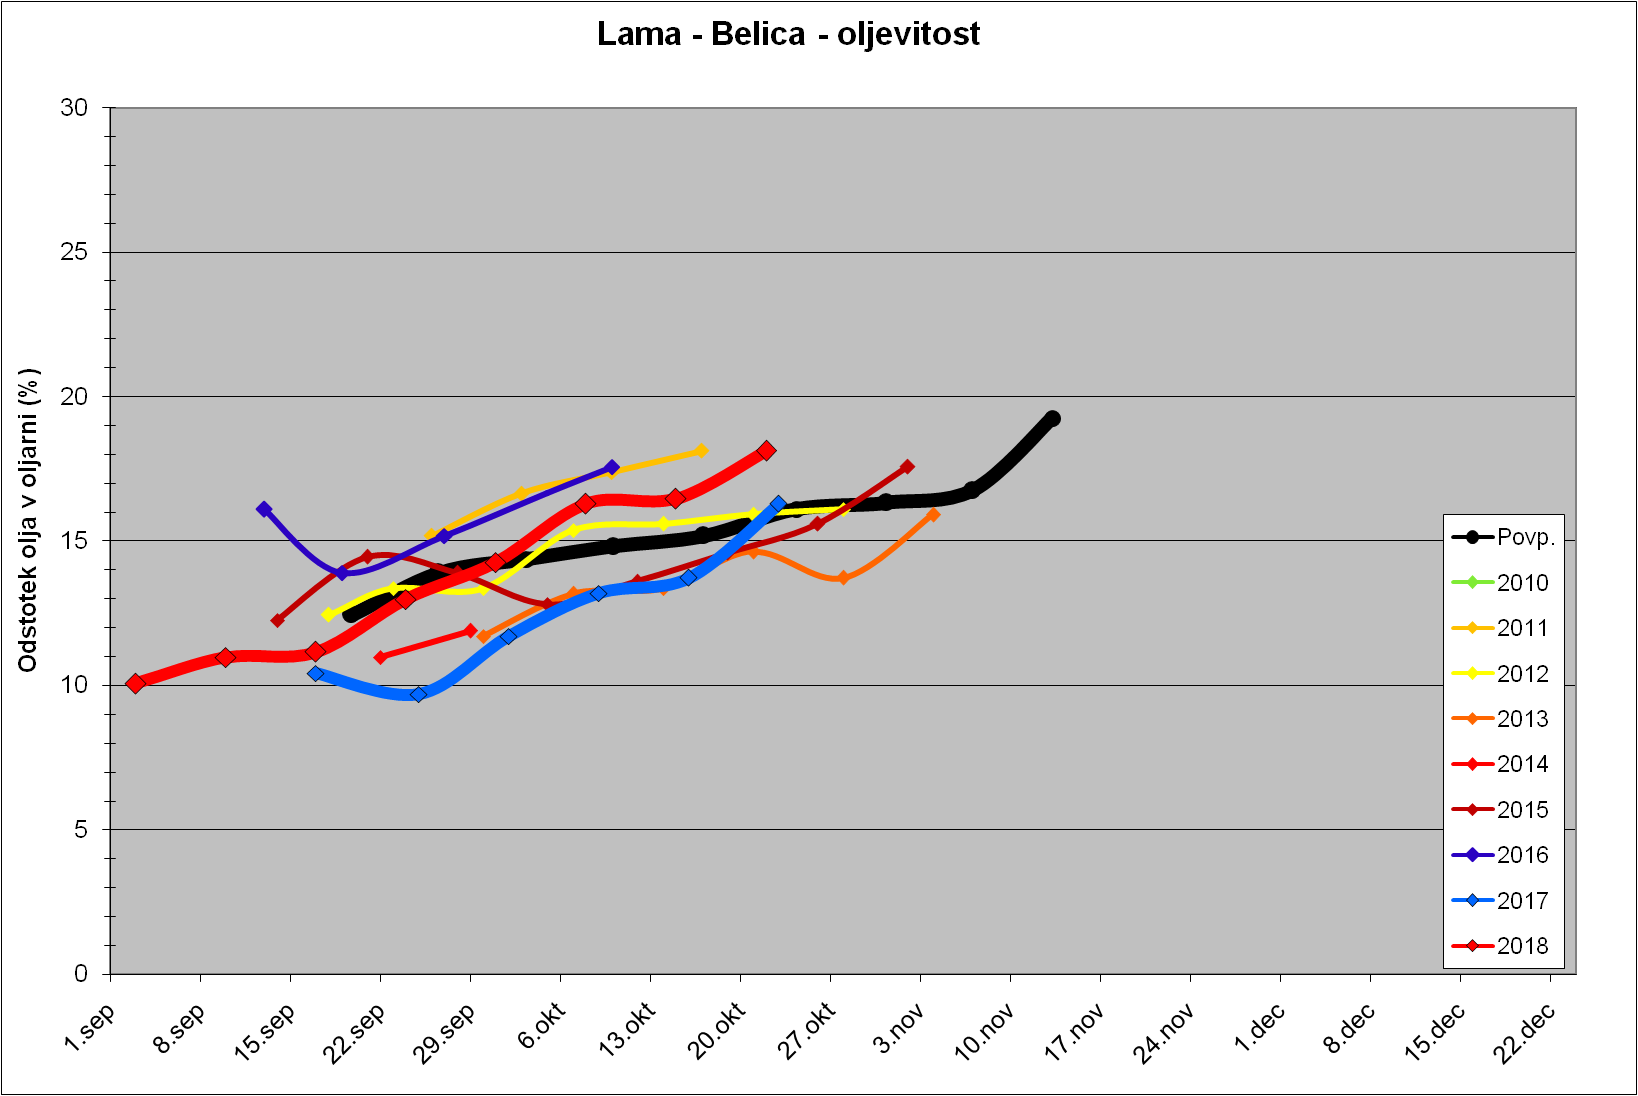 Lama - Belica - oljevitost
Odstotek olja v oljarni (%)
30
25
20
15
10
5
0
1.sep
8.sep
15.sep
22.sep
29.sep
6.okt
13.okt
20.okt
27.okt
3.nov
10.nov
17.nov
24.nov
1.dec
8.dec
15.dec
22.dec
Povp.
2010
2011
2012
2013
2014
2015
2016
2017
2018